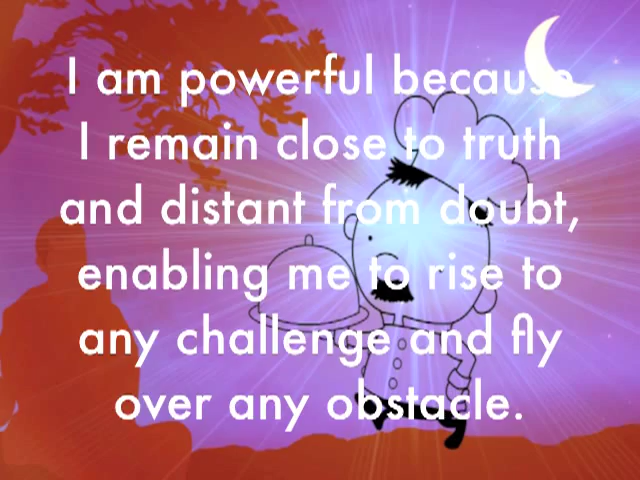 I am powerful because
I remain close to truth
and distant from doubt,
enabling me to rise to
any challenge and fly
over any obstacle.